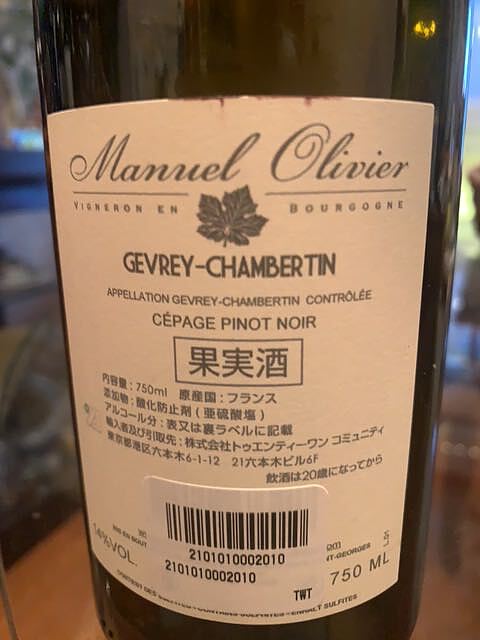 Manuel Olivier
VIGNERON EN BOURGOGNE
GEVREY-CHAMBERTIN
APPELLATION GEVREY-CHAMBERTIN CONTRÔLÉE
CÉPAGE PINOT NOIR
果実酒
内容量：750ml 原産国：フランス
添加物：酸化防止剤(亜硫酸塩)
アルコール分：表又は裏ラベルに記載
輸入者及び引取先：株式会社トゥエンティーワン コミュニティ
東京都港区六本木6-1-12 21六本木ビル6F
飲酒は20歳になってから
2101010002010
2101010002010
TWT
14%VOL.
750 ML
NT-GEORGES
CONTAINS SULPHITES - ENTHÄLT SULFITES